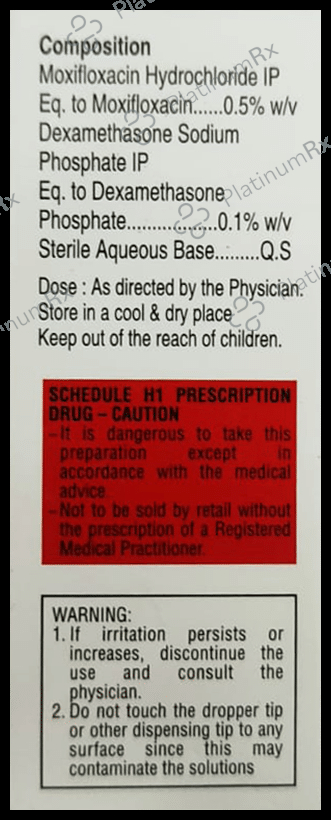 Composition
Moxifloxacin Hydrochloride IP
Eq. to Moxifloxacin......0.5% w/v
Dexamethasone Sodium
Phosphate IP
Eq. to Dexamethasone
Phosphate..................0.1% w/v
Sterile Aqueous Base.........Q.S
Dose : As directed by the Physician.
Store in a cool & dry place
Keep out of the reach of children.
SCHEDULE H1 PRESCRIPTION
DRUG – CAUTION
–It is dangerous to take this
preparation except in
accordance with the medical
advice.
–Not to be sold by retail without
the prescription of a Registered
Medical Practitioner.
WARNING:
1. If irritation persists or
increases, discontinue the
use and consult the
physician.
2. Do not touch the dropper tip
or other dispensing tip to any
surface since this may
contaminate the solutions
PlatinumRx
PlatinumRx
PlatinumRx